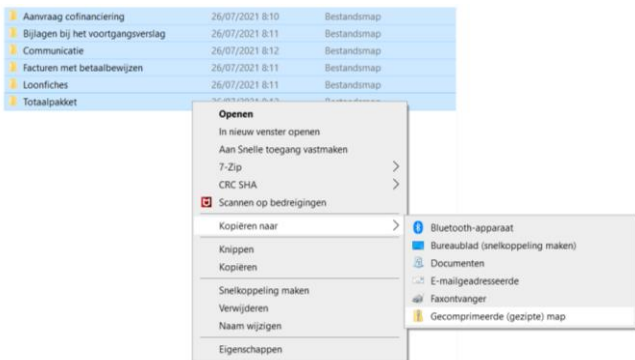 Aanvraag cofinanciering 26/07/2021 8:10 Bestandsmap
Bijlagen bij het voortgangsverslag 26/07/2021 8:11 Bestandsmap
Communicatie 26/07/2021 8:12 Bestandsmap
Facturen met betaalbewijzen 26/07/2021 8:11 Bestandsmap
Loonfiches 26/07/2021 8:11 Bestandsmap
Totaalpakket
Openen
In nieuw venster openen
Aan Snelle toegang vastmaken
7-Zip
CRC SHA
Scannen op bedreigingen
Kopiëren naar
Knippen
Kopiëren
Snelkoppeling maken
Verwijderen
Naam wijzigen
Eigenschappen
Bluetooth-apparaat
Bureaublad (snelkoppeling maken)
Documenten
E-mailgeadresseerde
Faxontvanger
Gecomprimeerde (gezipte) map